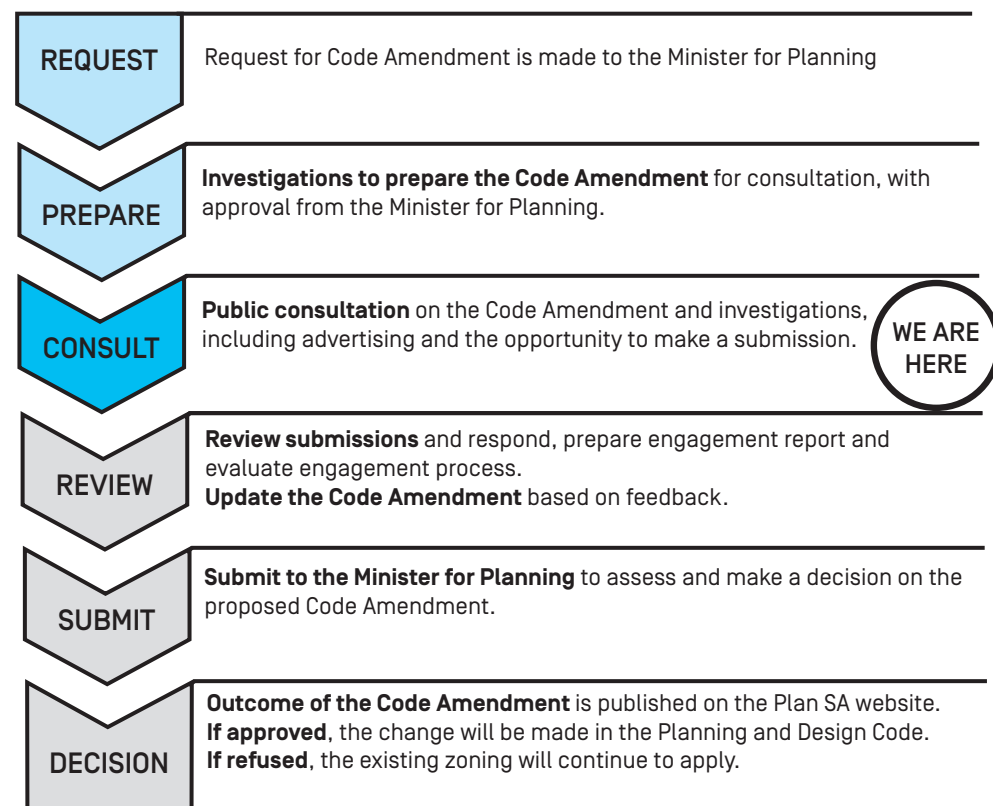 REQUEST
Request for Code Amendment is made to the Minister for Planning
PREPARE
Investigations to prepare the Code Amendment for consultation, with
approval from the Minister for Planning.
CONSULT
Public consultation on the Code Amendment and investigations,
including advertising and the opportunity to make a submission.
WE ARE
HERE
REVIEW
Review submissions and respond, prepare engagement report and
evaluate engagement process.
Update the Code Amendment based on feedback.
SUBMIT
Submit to the Minister for Planning to assess and make a decision on the
proposed Code Amendment.
DECISION
Outcome of the Code Amendment is published on the Plan SA website.
If approved, the change will be made in the Planning and Design Code.
If refused, the existing zoning will continue to apply.